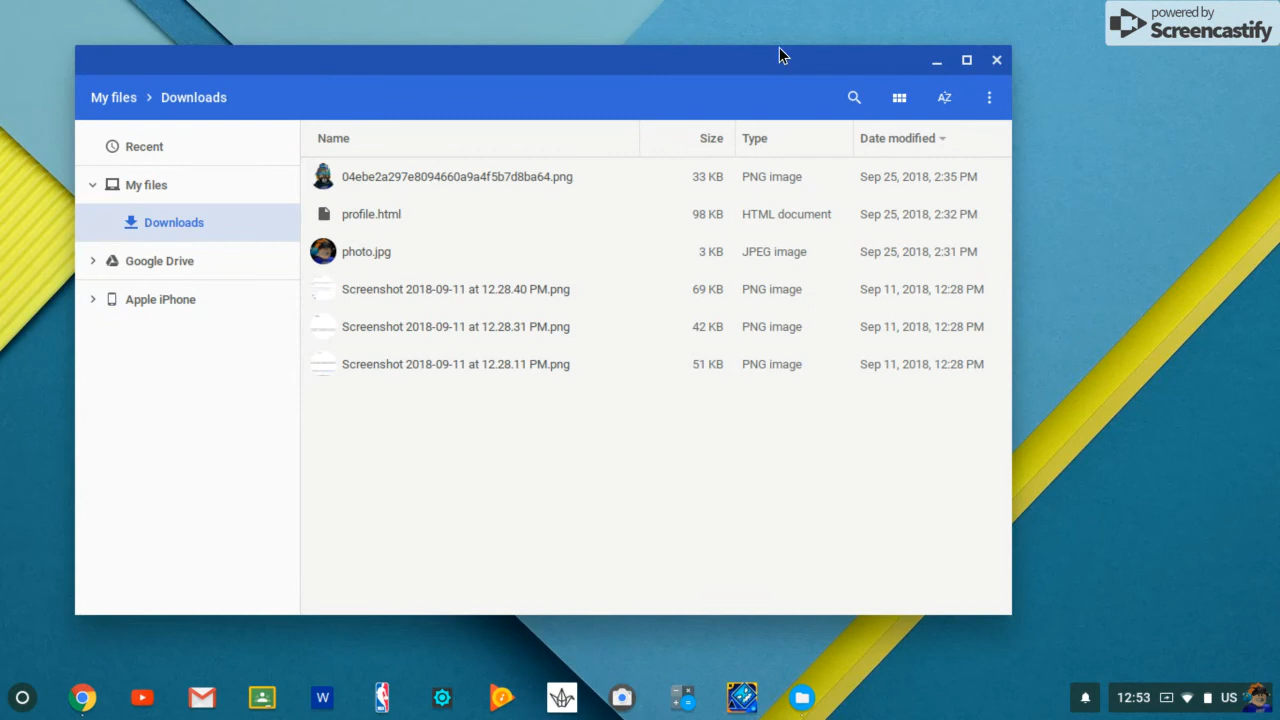 powered by
Screencastify
My files > Downloads
AZ
Recent
My files
Downloads
Google Drive
Apple iPhone
Name Size Type Date modified
04ebe2a297e8094660a9a4f5b7d8ba64.png 33 KB PNG image Sep 25, 2018, 2:35 PM
profile.html 98 KB HTML document Sep 25, 2018, 2:32 PM
photo.jpg 3 KB JPEG image Sep 25, 2018, 2:31 PM
Screenshot 2018-09-11 at 12.28.40 PM.png 69 KB PNG image Sep 11, 2018, 12:28 PM
Screenshot 2018-09-11 at 12.28.31 PM.png 42 KB PNG image Sep 11, 2018, 12:28 PM
Screenshot 2018-09-11 at 12.28.11 PM.png 51 KB PNG image Sep 11, 2018, 12:28 PM
W
12:53 US